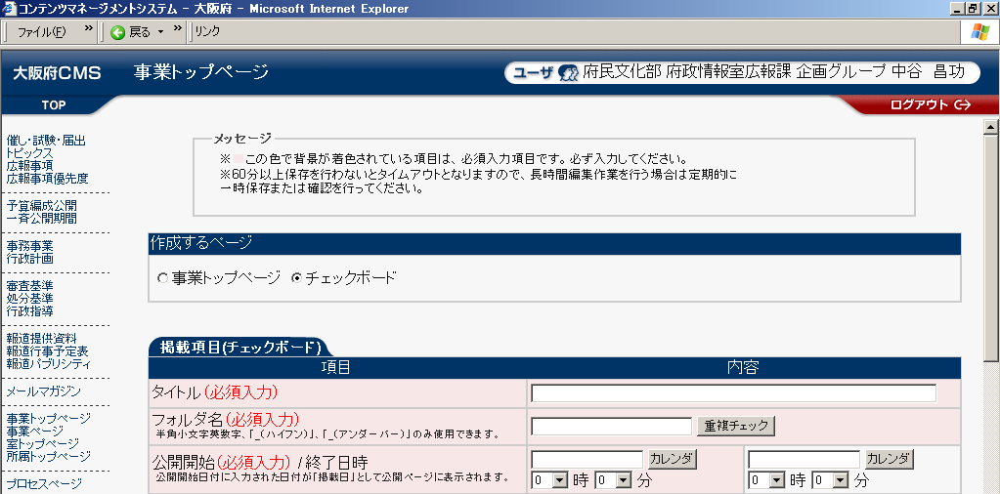 コンテンツマネージメントシステム - 大阪府 - Microsoft Internet Explorer
ファイル(F) » 戻る » リンク
大阪府CMS 事業トップページ ユーザ 府民文化部 府政情報室広報課 企画グループ 中谷 昌功
TOP ログアウト
催し・試験・届出
トピックス
広報事項
広報事項優先度
予算編成公開
一斉公開期間
事務事業
行政計画
審査基準
処分基準
行政指導
報道提供資料
報道行事予定表
報道パブリシティ
メールマガジン
事業トップページ
事業ページ
室トップページ
所属トップページ
プロセスページ
メッセージ
※ この色で背景が着色されている項目は、必須入力項目です。必ず入力してください。
※60分以上保存を行わないとタイムアウトとなりますので、長時間編集作業を行う場合は定期的に
一時保存または確認を行ってください。
作成するページ
事業トップページ チェックボード
掲載項目(チェックボード)
項目 内容
タイトル(必須入力)
フォルダ名(必須入力)
半角小文字英数字、「_(ハイフン)」、「_(アンダーバー)」のみ使用できます。
重複チェック
公開開始(必須入力) /終了日時
公開開始日付に入力された日付が「掲載日」として公開ページに表示されます。
カレンダ カレンダ
0 時 0 分 0 時 0 分